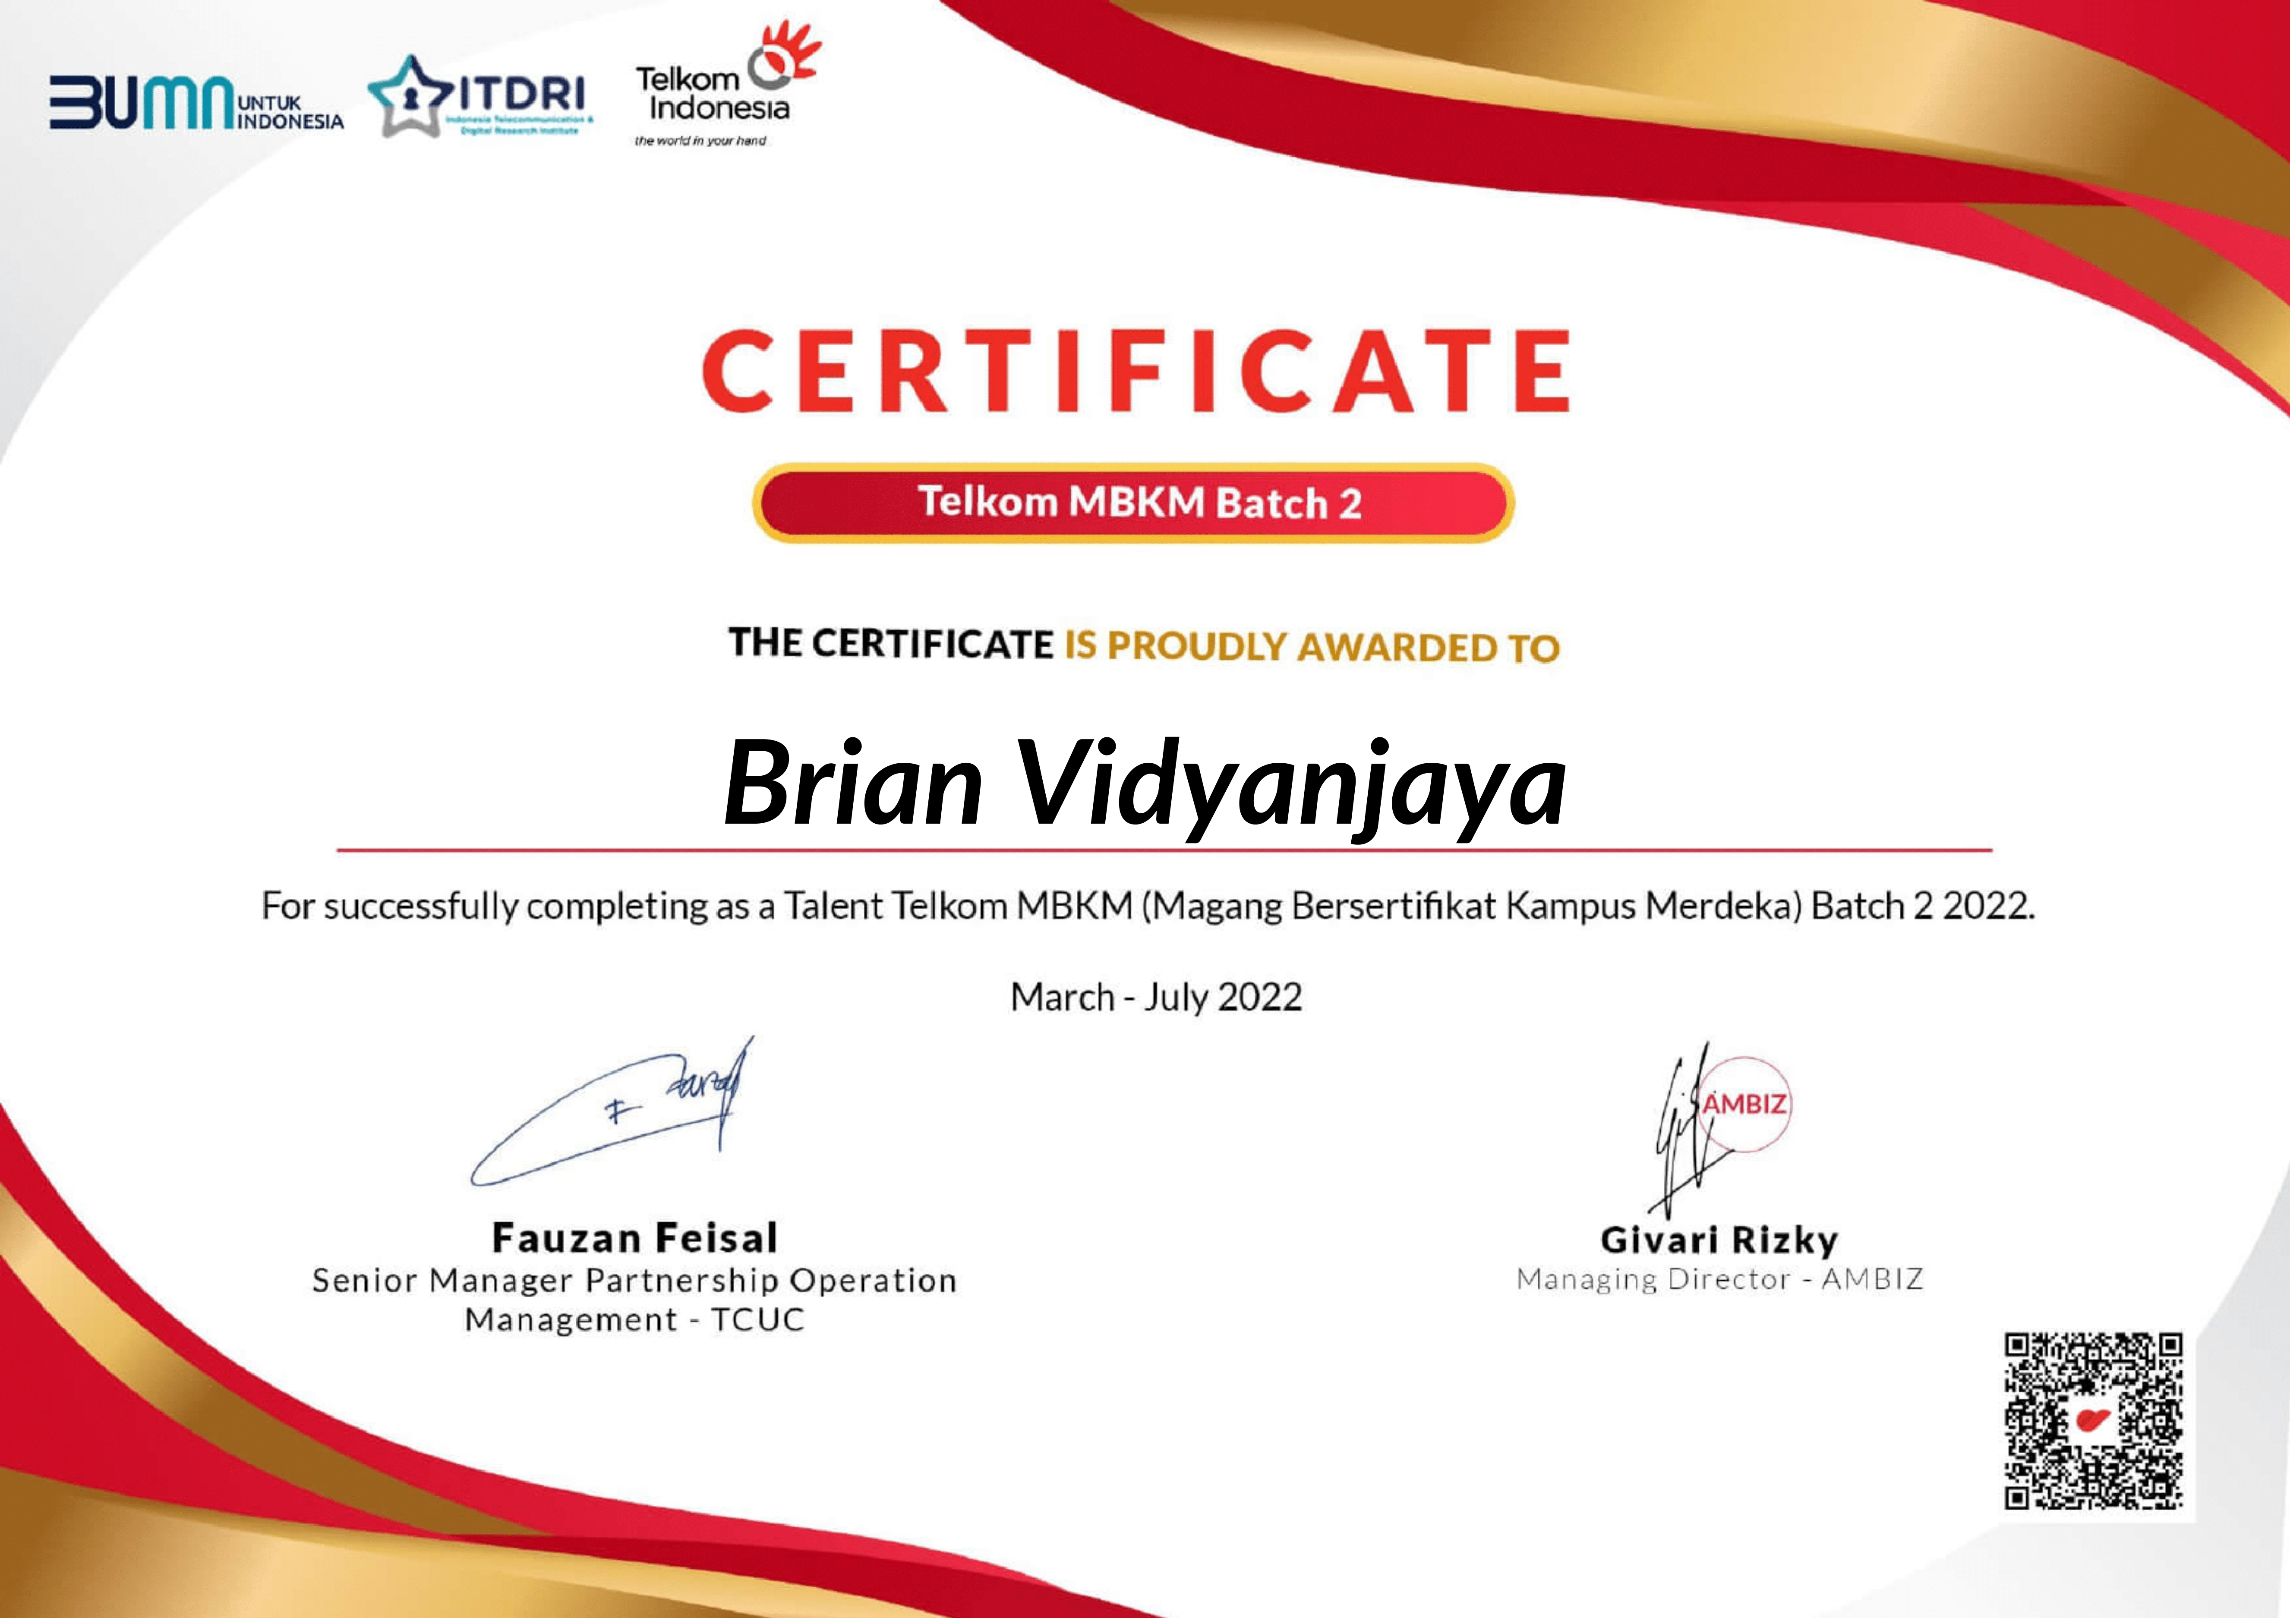 BUMN UNTUK INDONESIA
ITDRI
Indonesia Telecommunication &
Digital Research Institute
Telkom
Indonesia
the world in your hand
CERTIFICATE
Telkom MBKM Batch 2
THE CERTIFICATE IS PROUDLY AWARDED TO
Brian Vidyanjaya
For successfully completing as a Talent Telkom MBKM (Magang Bersertifikat Kampus Merdeka) Batch 2 2022.
March - July 2022
AMBIZ
Fauzan Feisal
Senior Manager Partnership Operation
Management - TCUC
Givari Rizky
Managing Director - AMBIZ